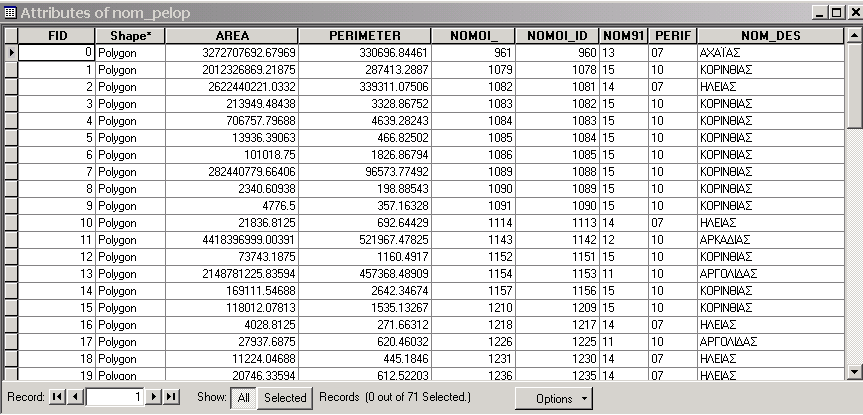 Attributes of nom_pelop
FID Shape* AREA PERIMETER NOMOI_ NOMOI_ID NOM91 PERIF NOM_DES
0 Polygon 3272707692.67969 330696.84461 961 960 13 07 ΑΧΑΪΑΣ
1 Polygon 2012326869.21875 287413.2887 1079 1078 15 10 ΚΟΡΙΝΘΙΑΣ
2 Polygon 2622440221.0332 339311.07506 1082 1081 14 07 ΗΛΕΙΑΣ
3 Polygon 213949.48438 3328.86752 1083 1082 15 10 ΚΟΡΙΝΘΙΑΣ
4 Polygon 706757.79688 4639.28243 1084 1083 15 10 ΚΟΡΙΝΘΙΑΣ
5 Polygon 13936.39063 466.82502 1085 1084 15 10 ΚΟΡΙΝΘΙΑΣ
6 Polygon 101018.75 1826.86794 1086 1085 15 10 ΚΟΡΙΝΘΙΑΣ
7 Polygon 282440779.66406 96573.77492 1089 1088 15 10 ΚΟΡΙΝΘΙΑΣ
8 Polygon 2340.60938 198.88543 1090 1089 15 10 ΚΟΡΙΝΘΙΑΣ
9 Polygon 4776.5 357.16328 1091 1090 15 10 ΚΟΡΙΝΘΙΑΣ
10 Polygon 21836.8125 692.64429 1114 1113 14 07 ΗΛΕΙΑΣ
11 Polygon 4418396999.00391 521967.47825 1143 1142 12 10 ΑΡΚΑΔΙΑΣ
12 Polygon 73743.1875 1160.4917 1152 1151 15 10 ΚΟΡΙΝΘΙΑΣ
13 Polygon 2148781225.83594 457368.48909 1154 1153 11 10 ΑΡΓΟΛΙΔΑΣ
14 Polygon 169111.54688 2642.34674 1157 1156 15 10 ΚΟΡΙΝΘΙΑΣ
15 Polygon 118012.07813 1535.13267 1210 1209 15 10 ΚΟΡΙΝΘΙΑΣ
16 Polygon 4028.8125 271.66312 1218 1217 14 07 ΗΛΕΙΑΣ
17 Polygon 27937.6875 620.46032 1226 1225 11 10 ΑΡΓΟΛΙΔΑΣ
18 Polygon 11224.04688 445.1846 1231 1230 14 07 ΗΛΕΙΑΣ
19 Polygon 20746.33594 612.52203 1236 1235 14 07 ΗΛΕΙΑΣ
Record: 1 Show: All Selected Records (0 out of 71 Selected.) Options